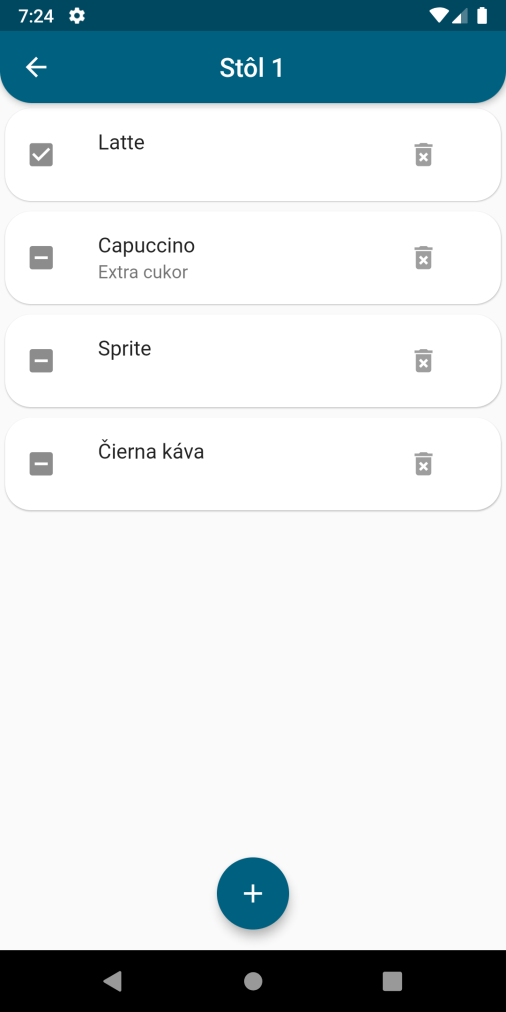 7:24
Stôl 1
Latte
Capuccino
Extra cukor
Sprite
Čierna káva